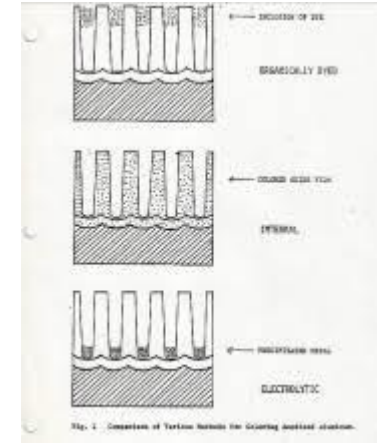 INCLUSION OF DYE
ORGANICALLY DYED
COLORED OXIDE FILM
INTEGRAL
PRECIPITATED METAL
ELECTROLYTIC
Fig. 1 Comparison of Various Methods for Coloring Anodized Aluminum.